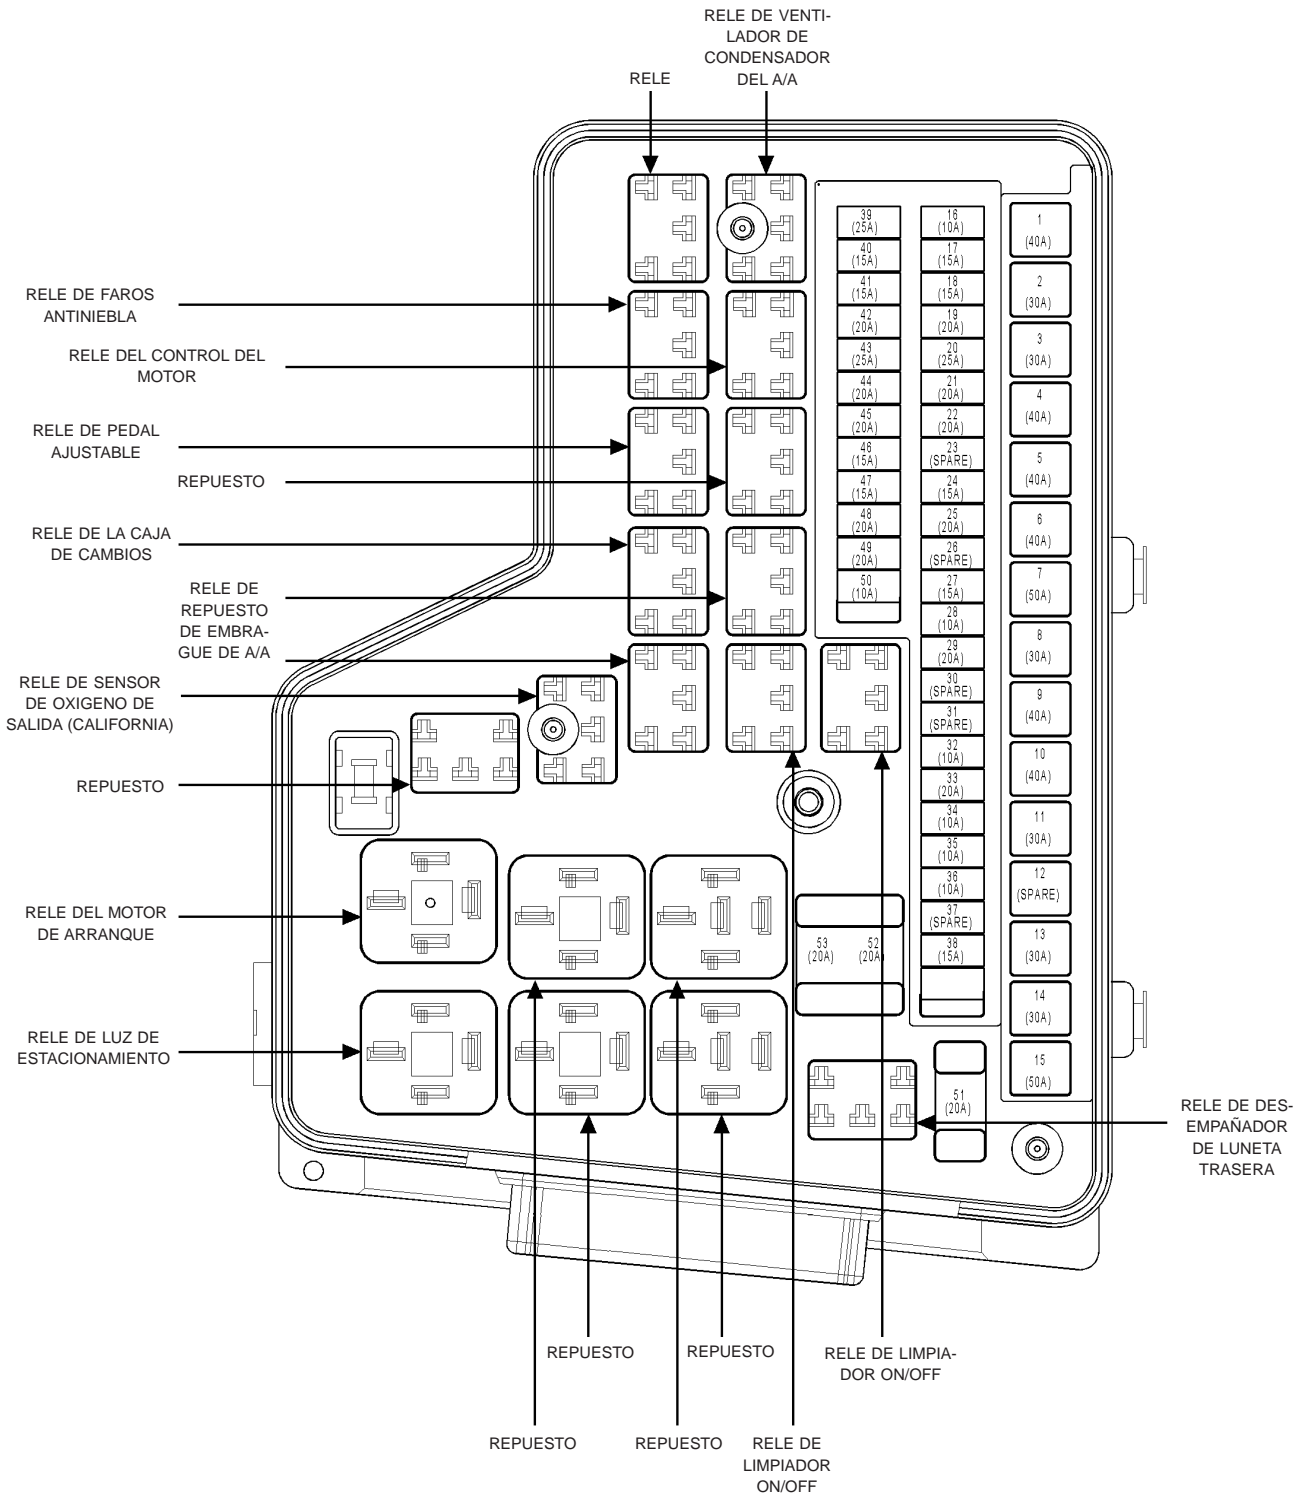 RELE DE VENTI-
LADOR DE
CONDENSADOR
DEL A/A
RELE
RELE DE FAROS
ANTINIEBLA
RELE DEL CONTROL DEL
MOTOR
RELE DE PEDAL
AJUSTABLE
REPUESTO
RELE DE LA CAJA
DE CAMBIOS
RELE DE
REPUESTO
DE EMBRA-
GUE DE A/A
RELE DE SENSOR
DE OXIGENO DE
SALIDA (CALIFORNIA)
REPUESTO
RELE DEL MOTOR
DE ARRANQUE
RELE DE LUZ DE
ESTACIONAMIENTO
39
(25A)
40
(15A)
41
(15A)
42
(20A)
43
(25A)
44
(20A)
45
(20A)
46
(15A)
47
(15A)
48
(20A)
49
(20A)
50
(10A)
16
(10A)
17
(15A)
18
(15A)
19
(20A)
20
(25A)
21
(20A)
22
(20A)
23
(SPARE)
24
(15A)
25
(20A)
26
(SPARE)
27
(15A)
28
(10A)
29
(20A)
30
(SPARE)
31
(SPARE)
32
(10A)
33
(20A)
34
(10A)
35
(10A)
36
(10A)
37
(SPARE)
38
(15A)
1
(40A)
2
(30A)
3
(30A)
4
(40A)
5
(40A)
6
(40A)
7
(50A)
8
(30A)
9
(40A)
10
(40A)
11
(30A)
12
(SPARE)
13
(30A)
14
(30A)
15
(50A)
53
(20A)
52
(20A)
51
(20A)
RELE DE DES-
EMPAÑADOR
DE LUNETA
TRASERA
REPUESTO
REPUESTO
RELE DE LIMPIA-
DOR ON/OFF
REPUESTO
REPUESTO
RELE DE
LIMPIADOR
ON/OFF